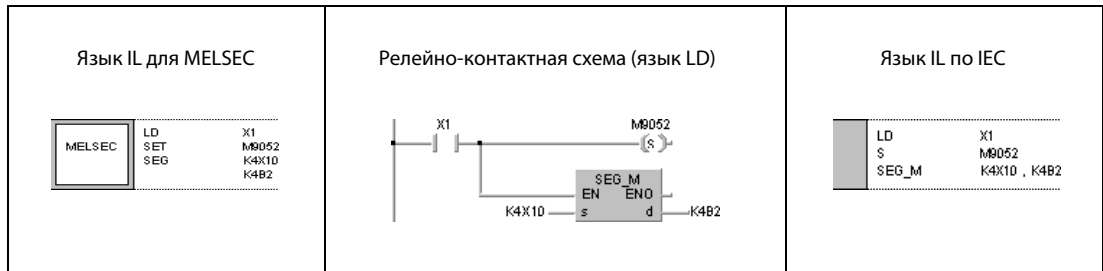 Язык IL для MELSEC
MELSEC
LD X1
SET M9052
SEG K4X10
K4B2
Релейно-контактная схема (язык LD)
X1 M9052
S
SEG_M
EN ENO
K4X10 s d K4B2
Язык IL по IEC
LD X1
S M9052
SEG_M K4X10 , K4B2